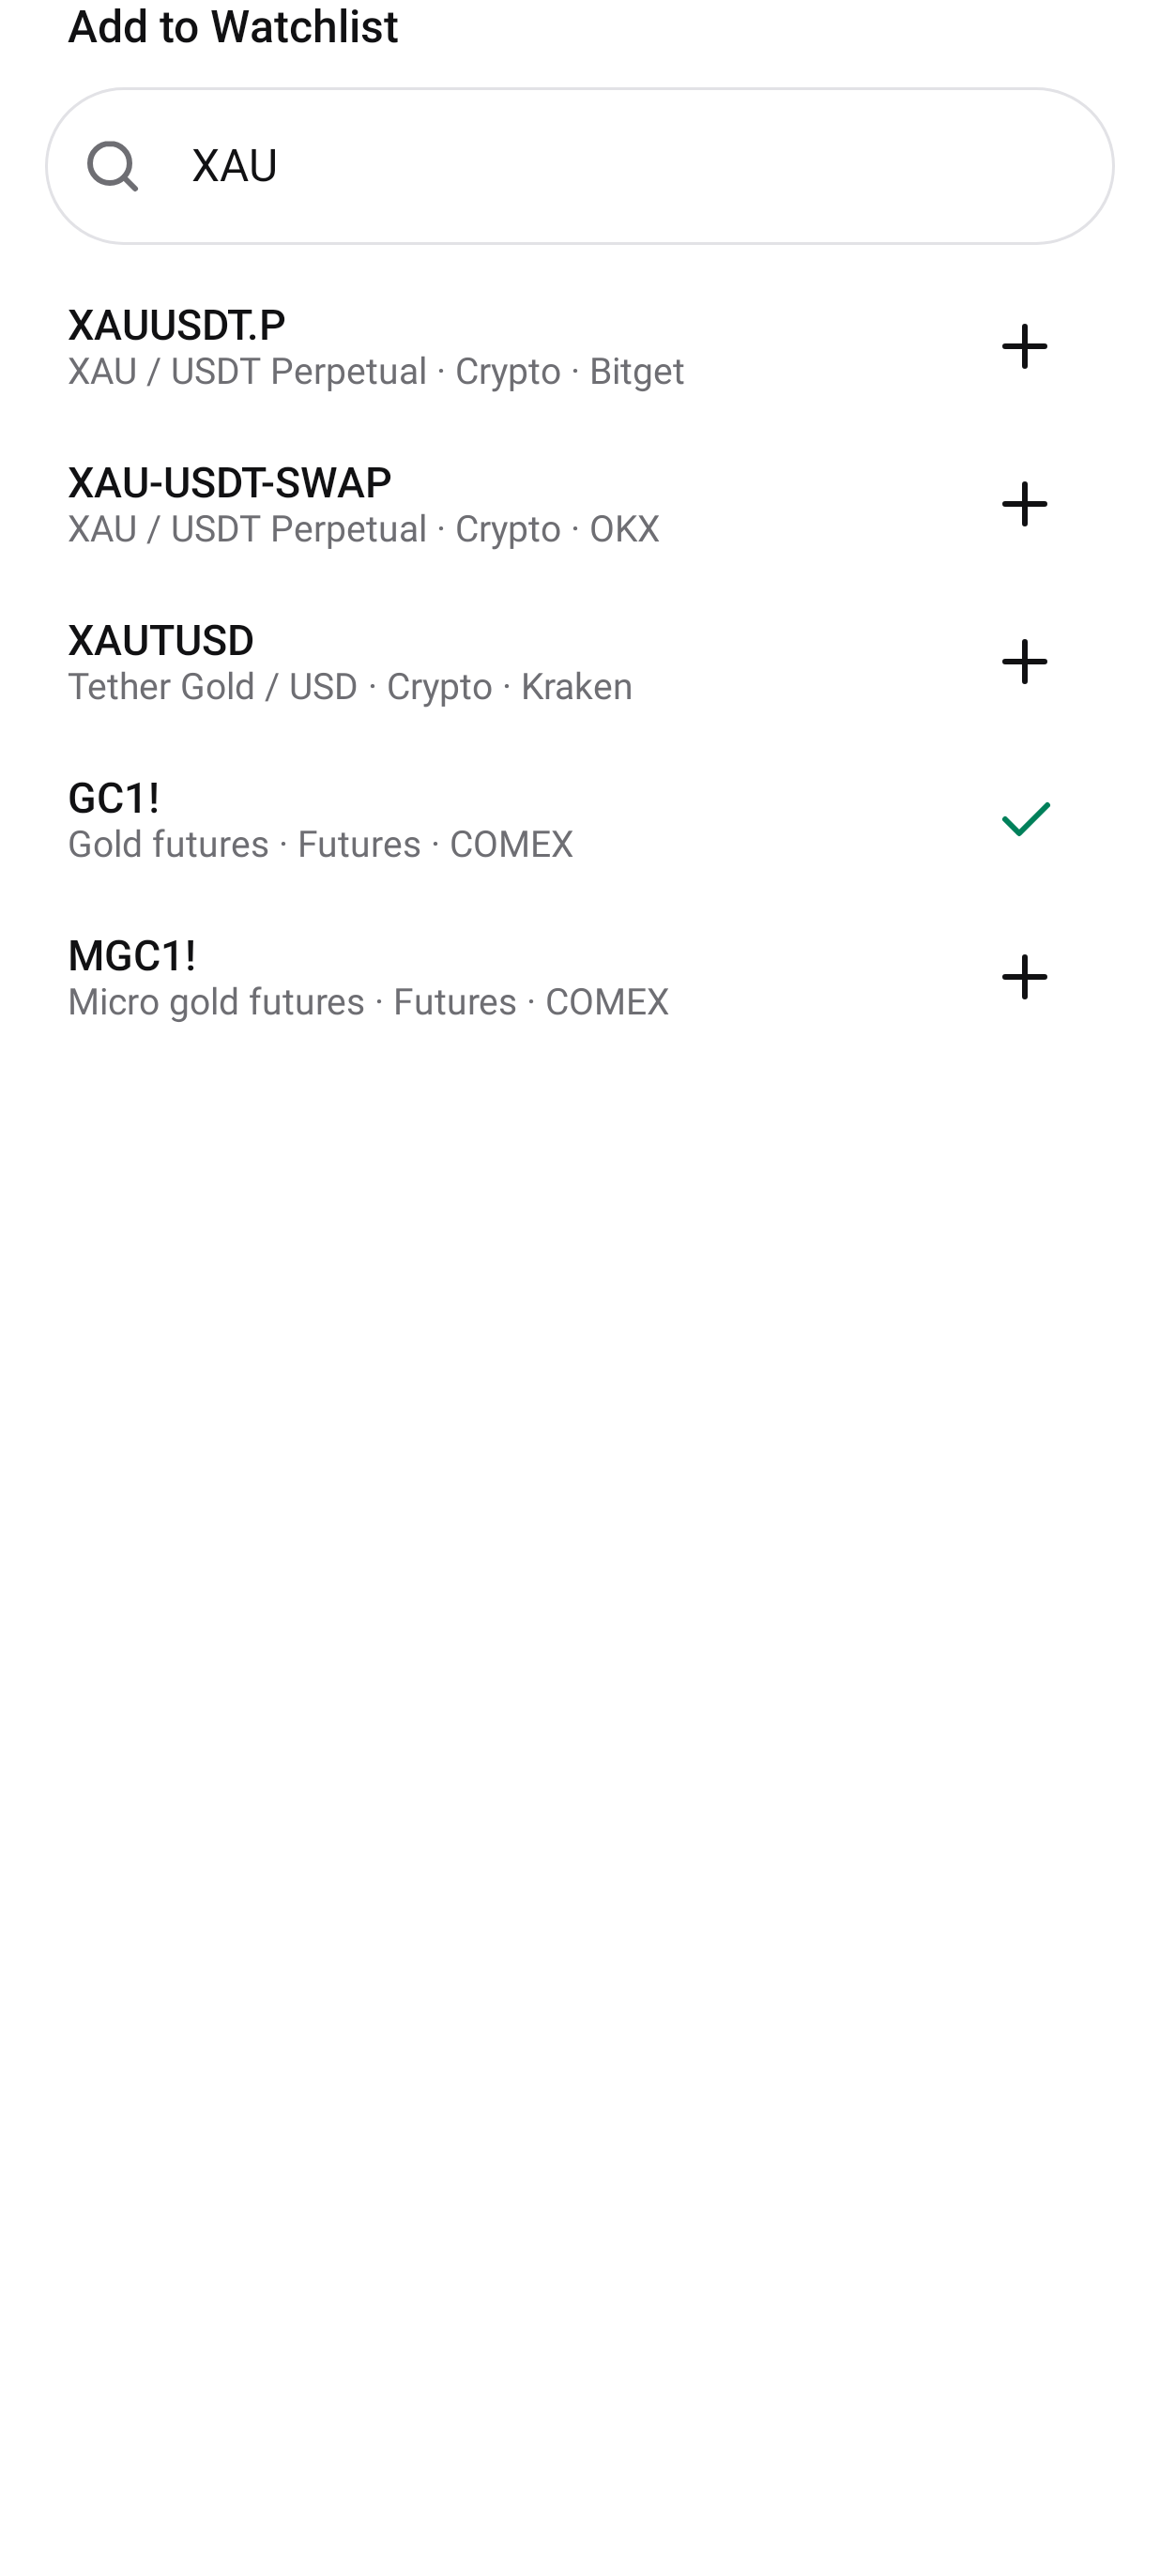 Add to Watchlist
XAU
XAUUSDT.P
XAU / USDT Perpetual · Crypto · Bitget
XAU-USDT-SWAP
XAU / USDT Perpetual · Crypto · OKX
XAUTUSD
Tether Gold / USD · Crypto · Kraken
GC1!
Gold futures · Futures · COMEX
MGC1!
Micro gold futures · Futures · COMEX